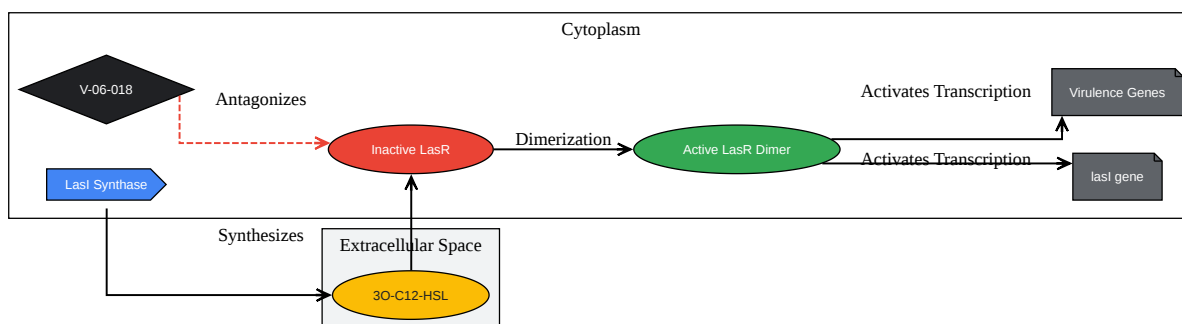 Cytoplasm
V-06-018
Antagonizes
Activates Transcription
Virulence Genes
Inactive LasR
Dimerization
Active LasR Dimer
Activates Transcription
lasI gene
LasI Synthase
Synthesizes
Extracellular Space
3O-C12-HSL